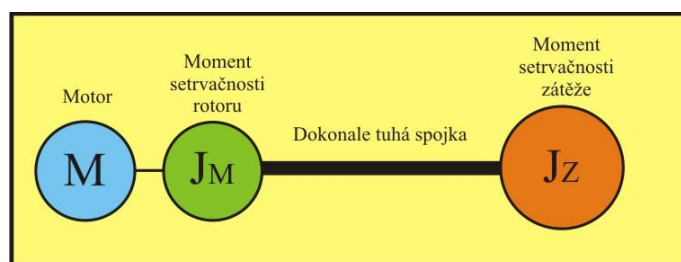 Motor
Moment
setrvačnosti
rotoru
Dokonale tuhá spojka
Moment
setrvačnosti
zátěže
M
JM
JZ